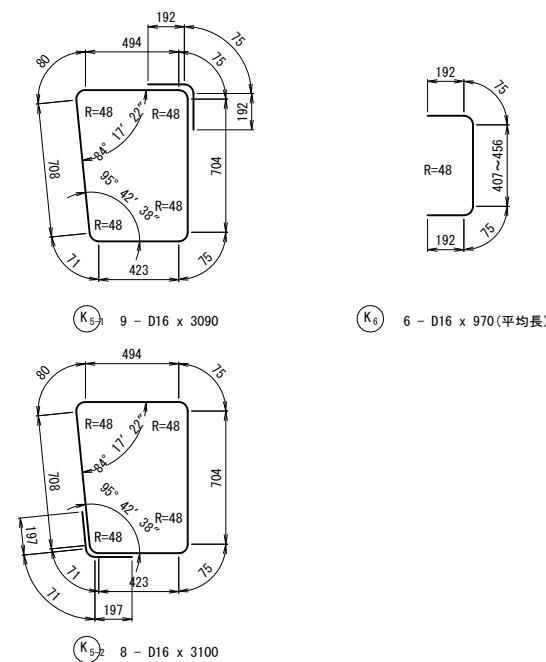 192
494
75
80
75
R=48
R=48
192
84° 17′ 22″
192
75
708
704
R=48
407～456
95° 42′ 38″
R=48
R=48
192
71
423
75
K5-1 9 - D16 x 3090
K6 6 - D16 x 970(平均長)
494
80
75
R=48
R=48
84° 17′ 22″
708
704
95° 42′ 38″
R=48
R=48
197
71
423
75
71
197
K5-2 8 - D16 x 3100